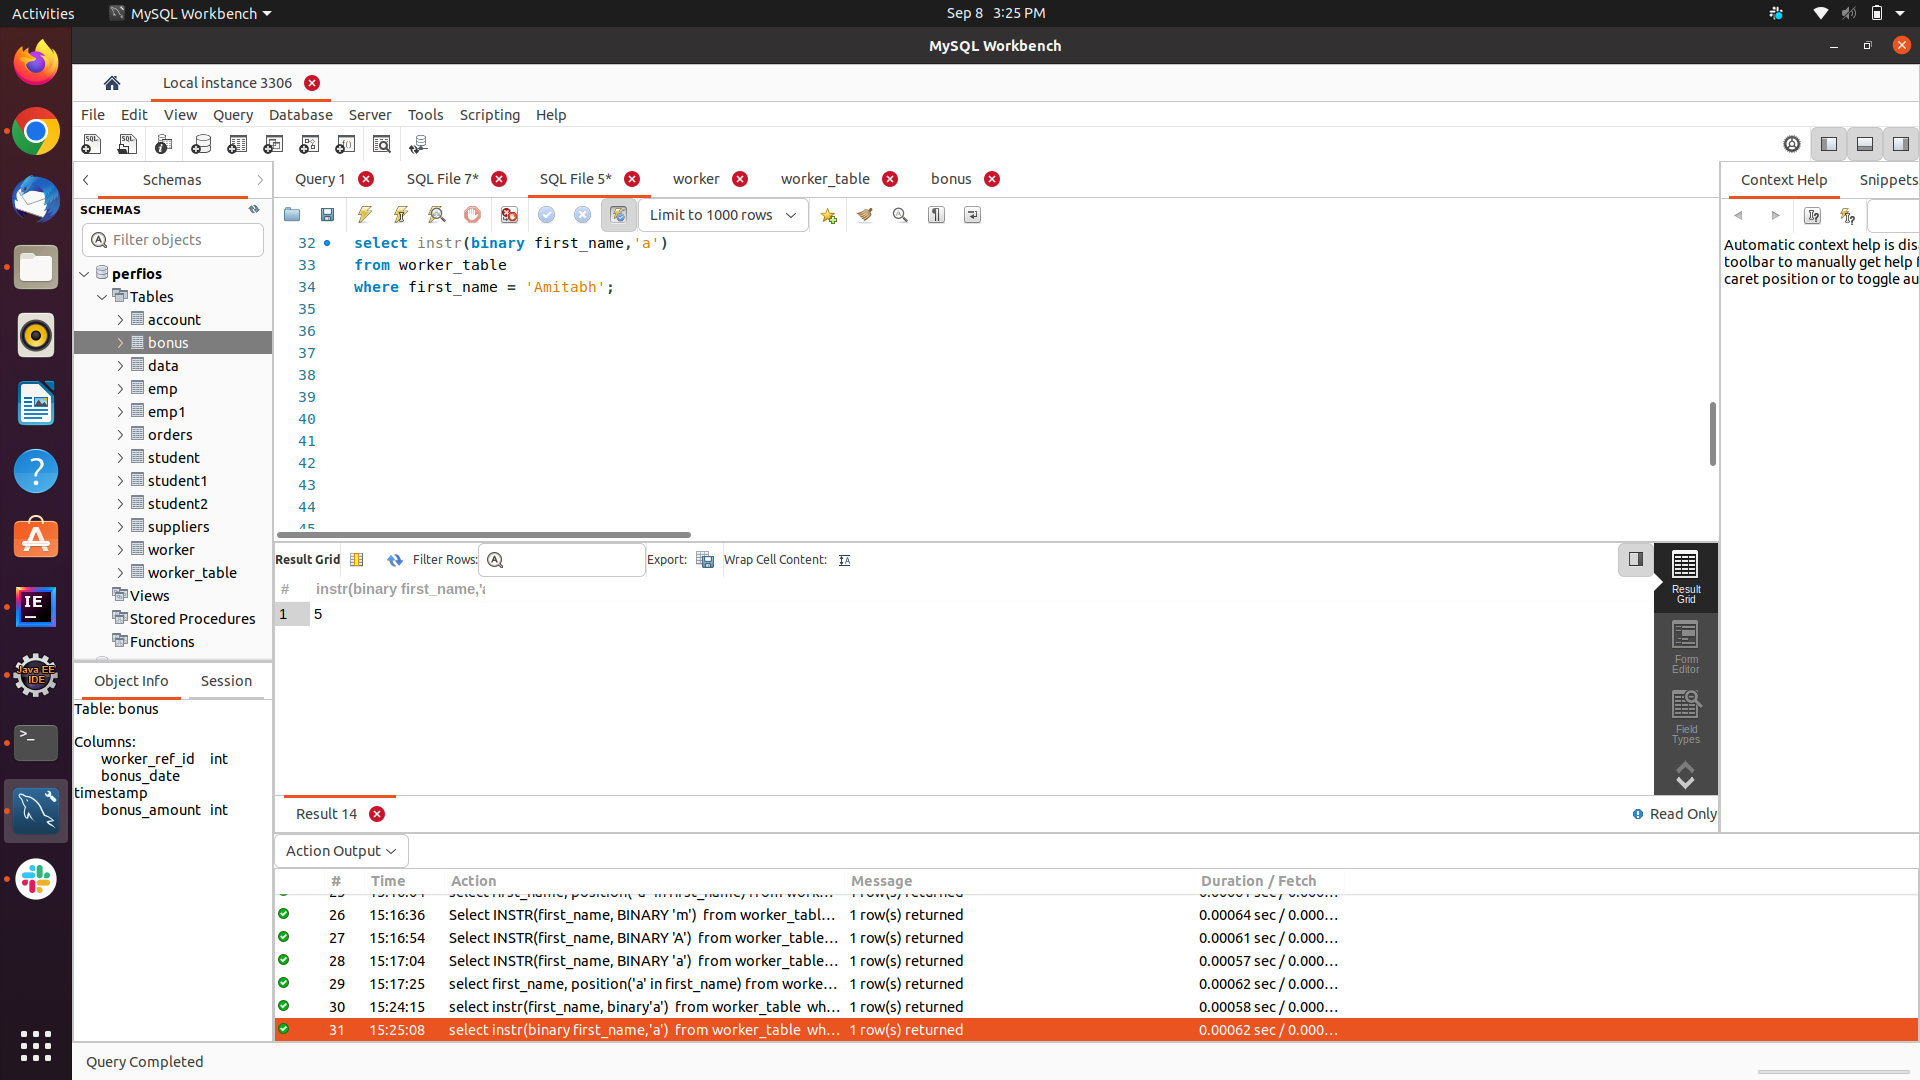 Activities
MySQL Workbench
Sep 8 3:25 PM
MySQL Workbench
Local instance 3306
File Edit View Query Database Server Tools Scripting Help
Schemas
SCHEMAS
Filter objects
perfios
Tables
account
bonus
data
emp
emp1
orders
student
student1
student2
suppliers
worker
worker_table
Views
Stored Procedures
Functions
Object Info Session
Table: bonus
Columns:
worker_ref_id int
bonus_date
timestamp
bonus_amount int
Query 1 SQL File 7* SQL File 5* worker worker_table bonus
Limit to 1000 rows
32 select instr(binary first_name,'a')
33 from worker_table
34 where first_name = 'Amitabh';
35
36
37
38
39
40
41
42
43
44
45
Result Grid Filter Rows: Export: Wrap Cell Content:
# instr(binary first_name,'a
1 5
Result Grid
Form Editor
Field Types
Result 14
Read Only
Context Help Snippets
Automatic context help is dis
toolbar to manually get help f
caret position or to toggle au
Action Output
# Time Action Message Duration / Fetch
26 15:16:36 Select INSTR(first_name, BINARY 'm') from worker_tabl... 1 row(s) returned 0.00064 sec / 0.000...
27 15:16:54 Select INSTR(first_name, BINARY 'A') from worker_table... 1 row(s) returned 0.00061 sec / 0.000...
28 15:17:04 Select INSTR(first_name, BINARY 'a') from worker_table... 1 row(s) returned 0.00057 sec / 0.000...
29 15:17:25 select first_name, position('a' in first_name) from worke... 1 row(s) returned 0.00062 sec / 0.000...
30 15:24:15 select instr(first_name, binary'a') from worker_table wh... 1 row(s) returned 0.00058 sec / 0.000...
31 15:25:08 select instr(binary first_name,'a') from worker_table wh... 1 row(s) returned 0.00062 sec / 0.000...
Query Completed
IE
Java EE
IDE